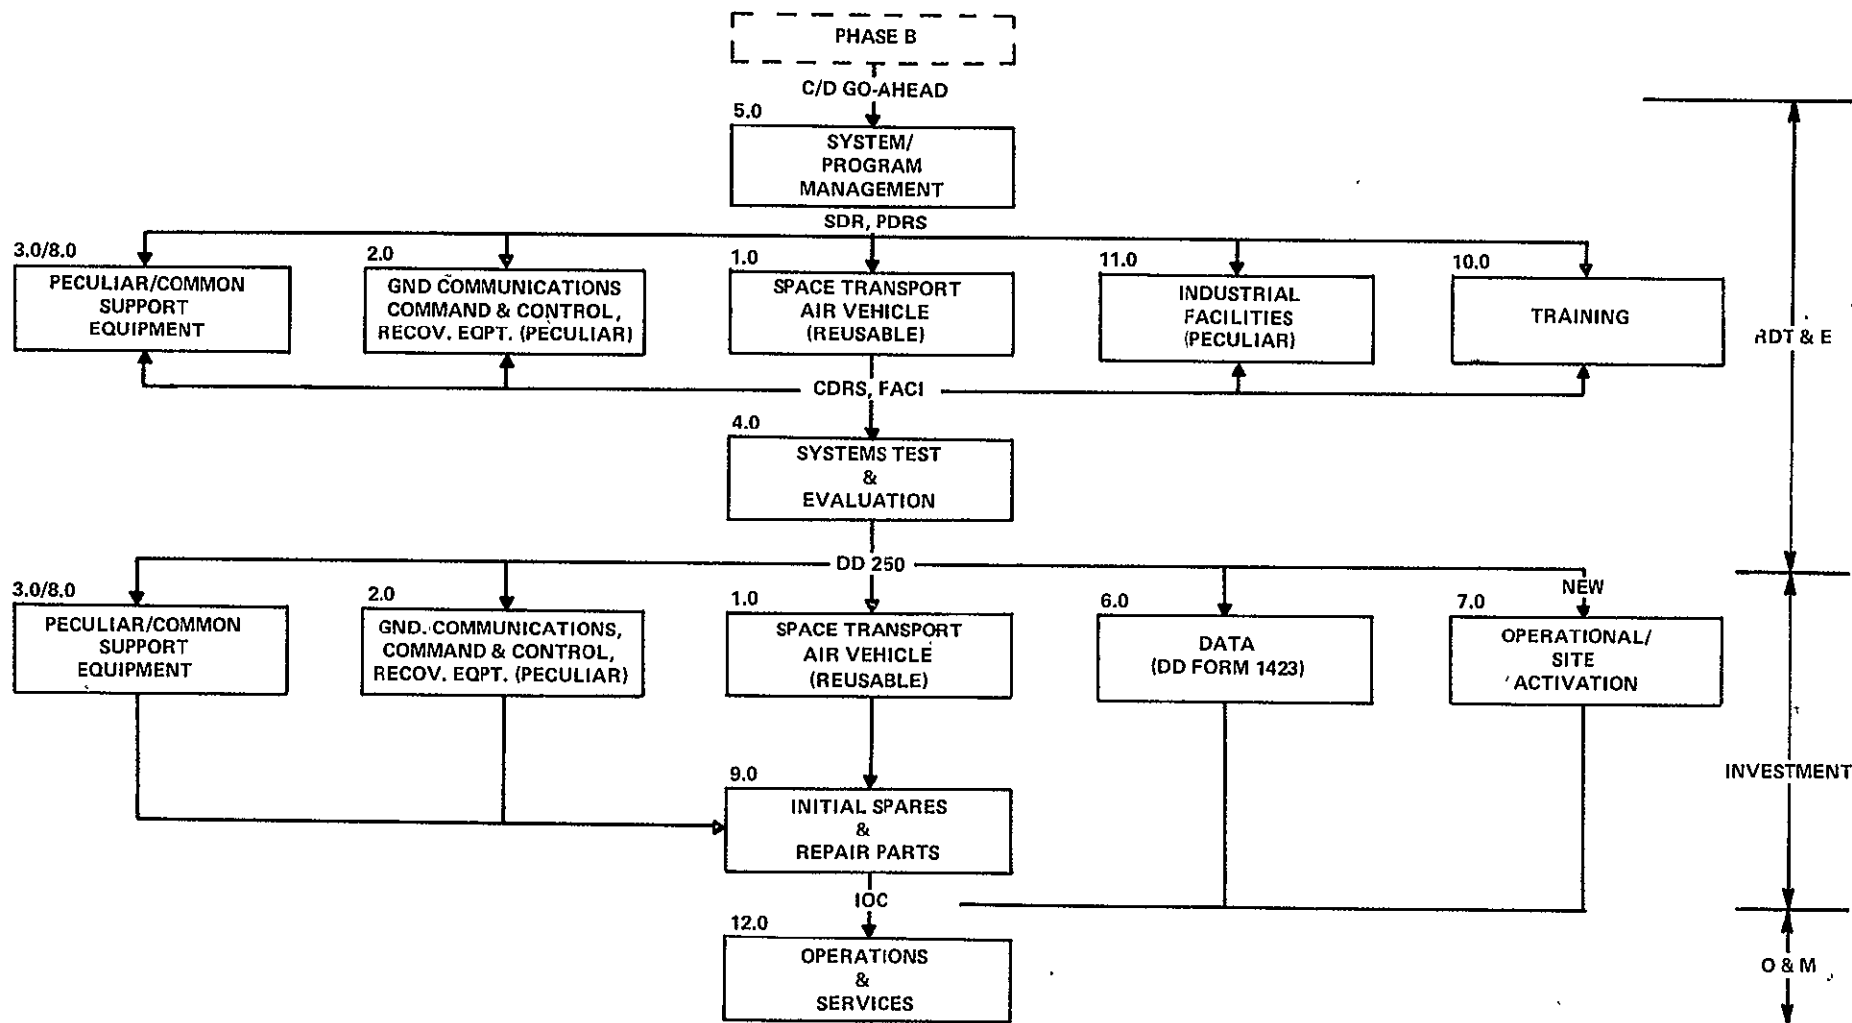 PHASE B
C/D GO-AHEAD
5.0
SYSTEM/
PROGRAM
MANAGEMENT
SDR, PDRS
3.0/8.0
PECULIAR/COMMON
SUPPORT
EQUIPMENT
2.0
GND COMMUNICATIONS
COMMAND & CONTROL,
RECOV. EQPT. (PECULIAR)
1.0
SPACE TRANSPORT
AIR VEHICLE
(REUSABLE)
11.0
INDUSTRIAL
FACILITIES
(PECULIAR)
10.0
TRAINING
RDT & E
CDRS, FACI
4.0
SYSTEMS TEST
&
EVALUATION
DD 250
3.0/8.0
PECULIAR/COMMON
SUPPORT
EQUIPMENT
2.0
GND. COMMUNICATIONS,
COMMAND & CONTROL,
RECOV. EQPT. (PECULIAR)
1.0
SPACE TRANSPORT
AIR VEHICLE
(REUSABLE)
6.0
DATA
(DD FORM 1423)
NEW
7.0
OPERATIONAL/
SITE
ACTIVATION
INVESTMENT
9.0
INITIAL SPARES
&
REPAIR PARTS
IOC
12.0
OPERATIONS
&
SERVICES
O & M